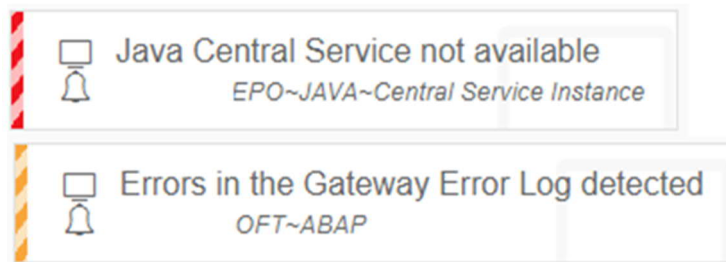 Java Central Service not available
EPO~JAVA~Central Service Instance
Errors in the Gateway Error Log detected
OFT~ABAP